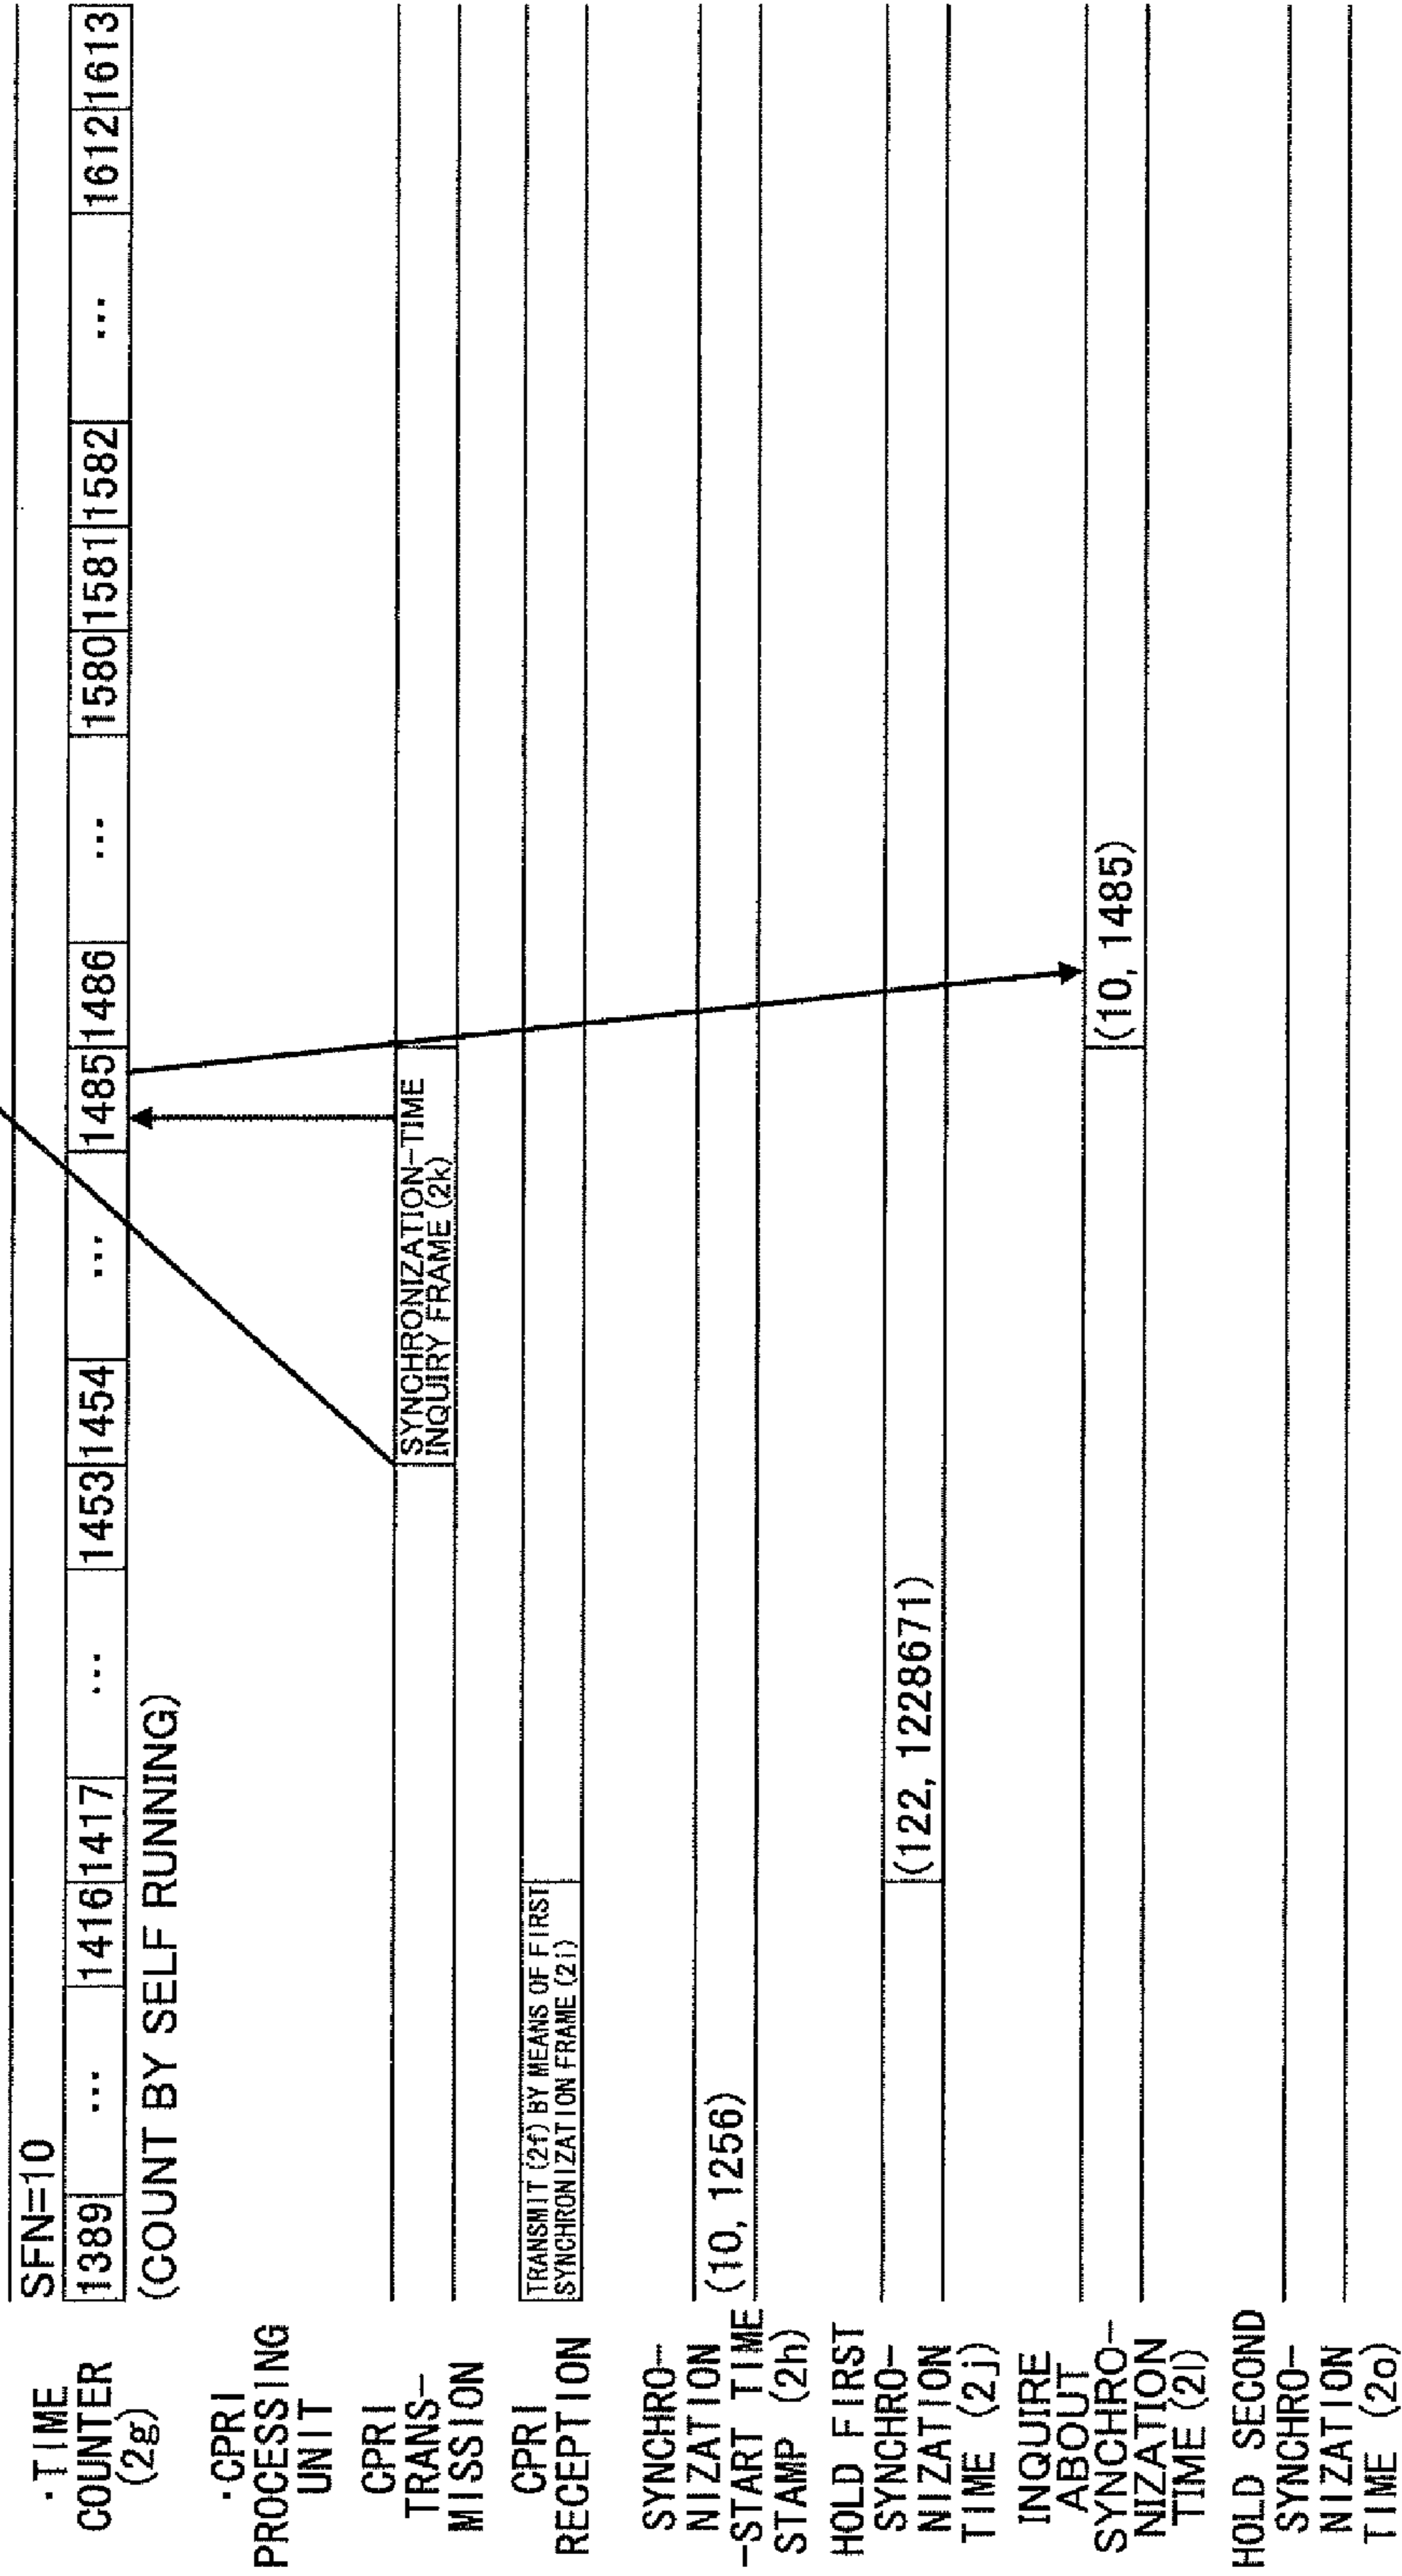 SFN=10
・TIME
COUNTER
(2g)
1389 ... 1416 1417 ... 1453 1454 ... 1485 1486 ... 1580 1581 1582 ... 1612 1613
(COUNT BY SELF RUNNING)
・CPRI
PROCESSING
UNIT
CPRI
TRANS-
MISSION
SYNCHRONIZATION-TIME
INQUIRY FRAME (2k)
CPRI
RECEPTION
TRANSMIT (2f) BY MEANS OF FIRST
SYNCHRONIZATION FRAME (2i)
SYNCHRO-
NIZATION
-START TIME
STAMP (2h)
(10, 1256)
HOLD FIRST
SYNCHRO-
NIZATION
TIME (2j)
(122, 1228671)
INQUIRE
ABOUT
SYNCHRO-
NIZATION
TIME (2l)
(10, 1485)
HOLD SECOND
SYNCHRO-
NIZATION
TIME (2o)